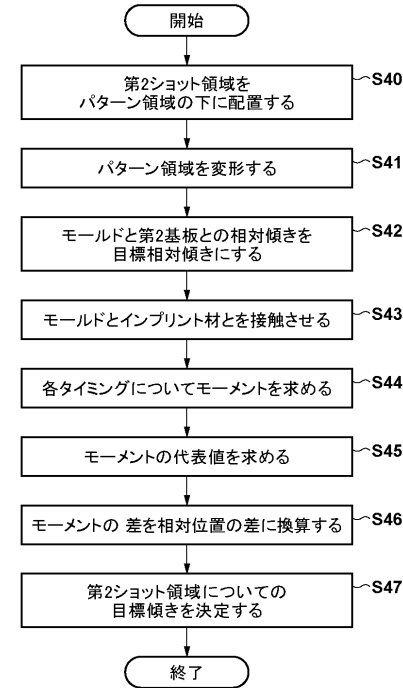 開始
第2ショット領域を
パターン領域の下に配置する
S40
パターン領域を変形する
S41
モールドと第2基板との相対傾きを
目標相対傾きにする
S42
モールドとインプリント材とを接触させる
S43
各タイミングについてモーメントを求める
S44
モーメントの代表値を求める
S45
モーメントの 差を相対位置の差に換算する
S46
第2ショット領域についての
目標傾きを決定する
S47
終了